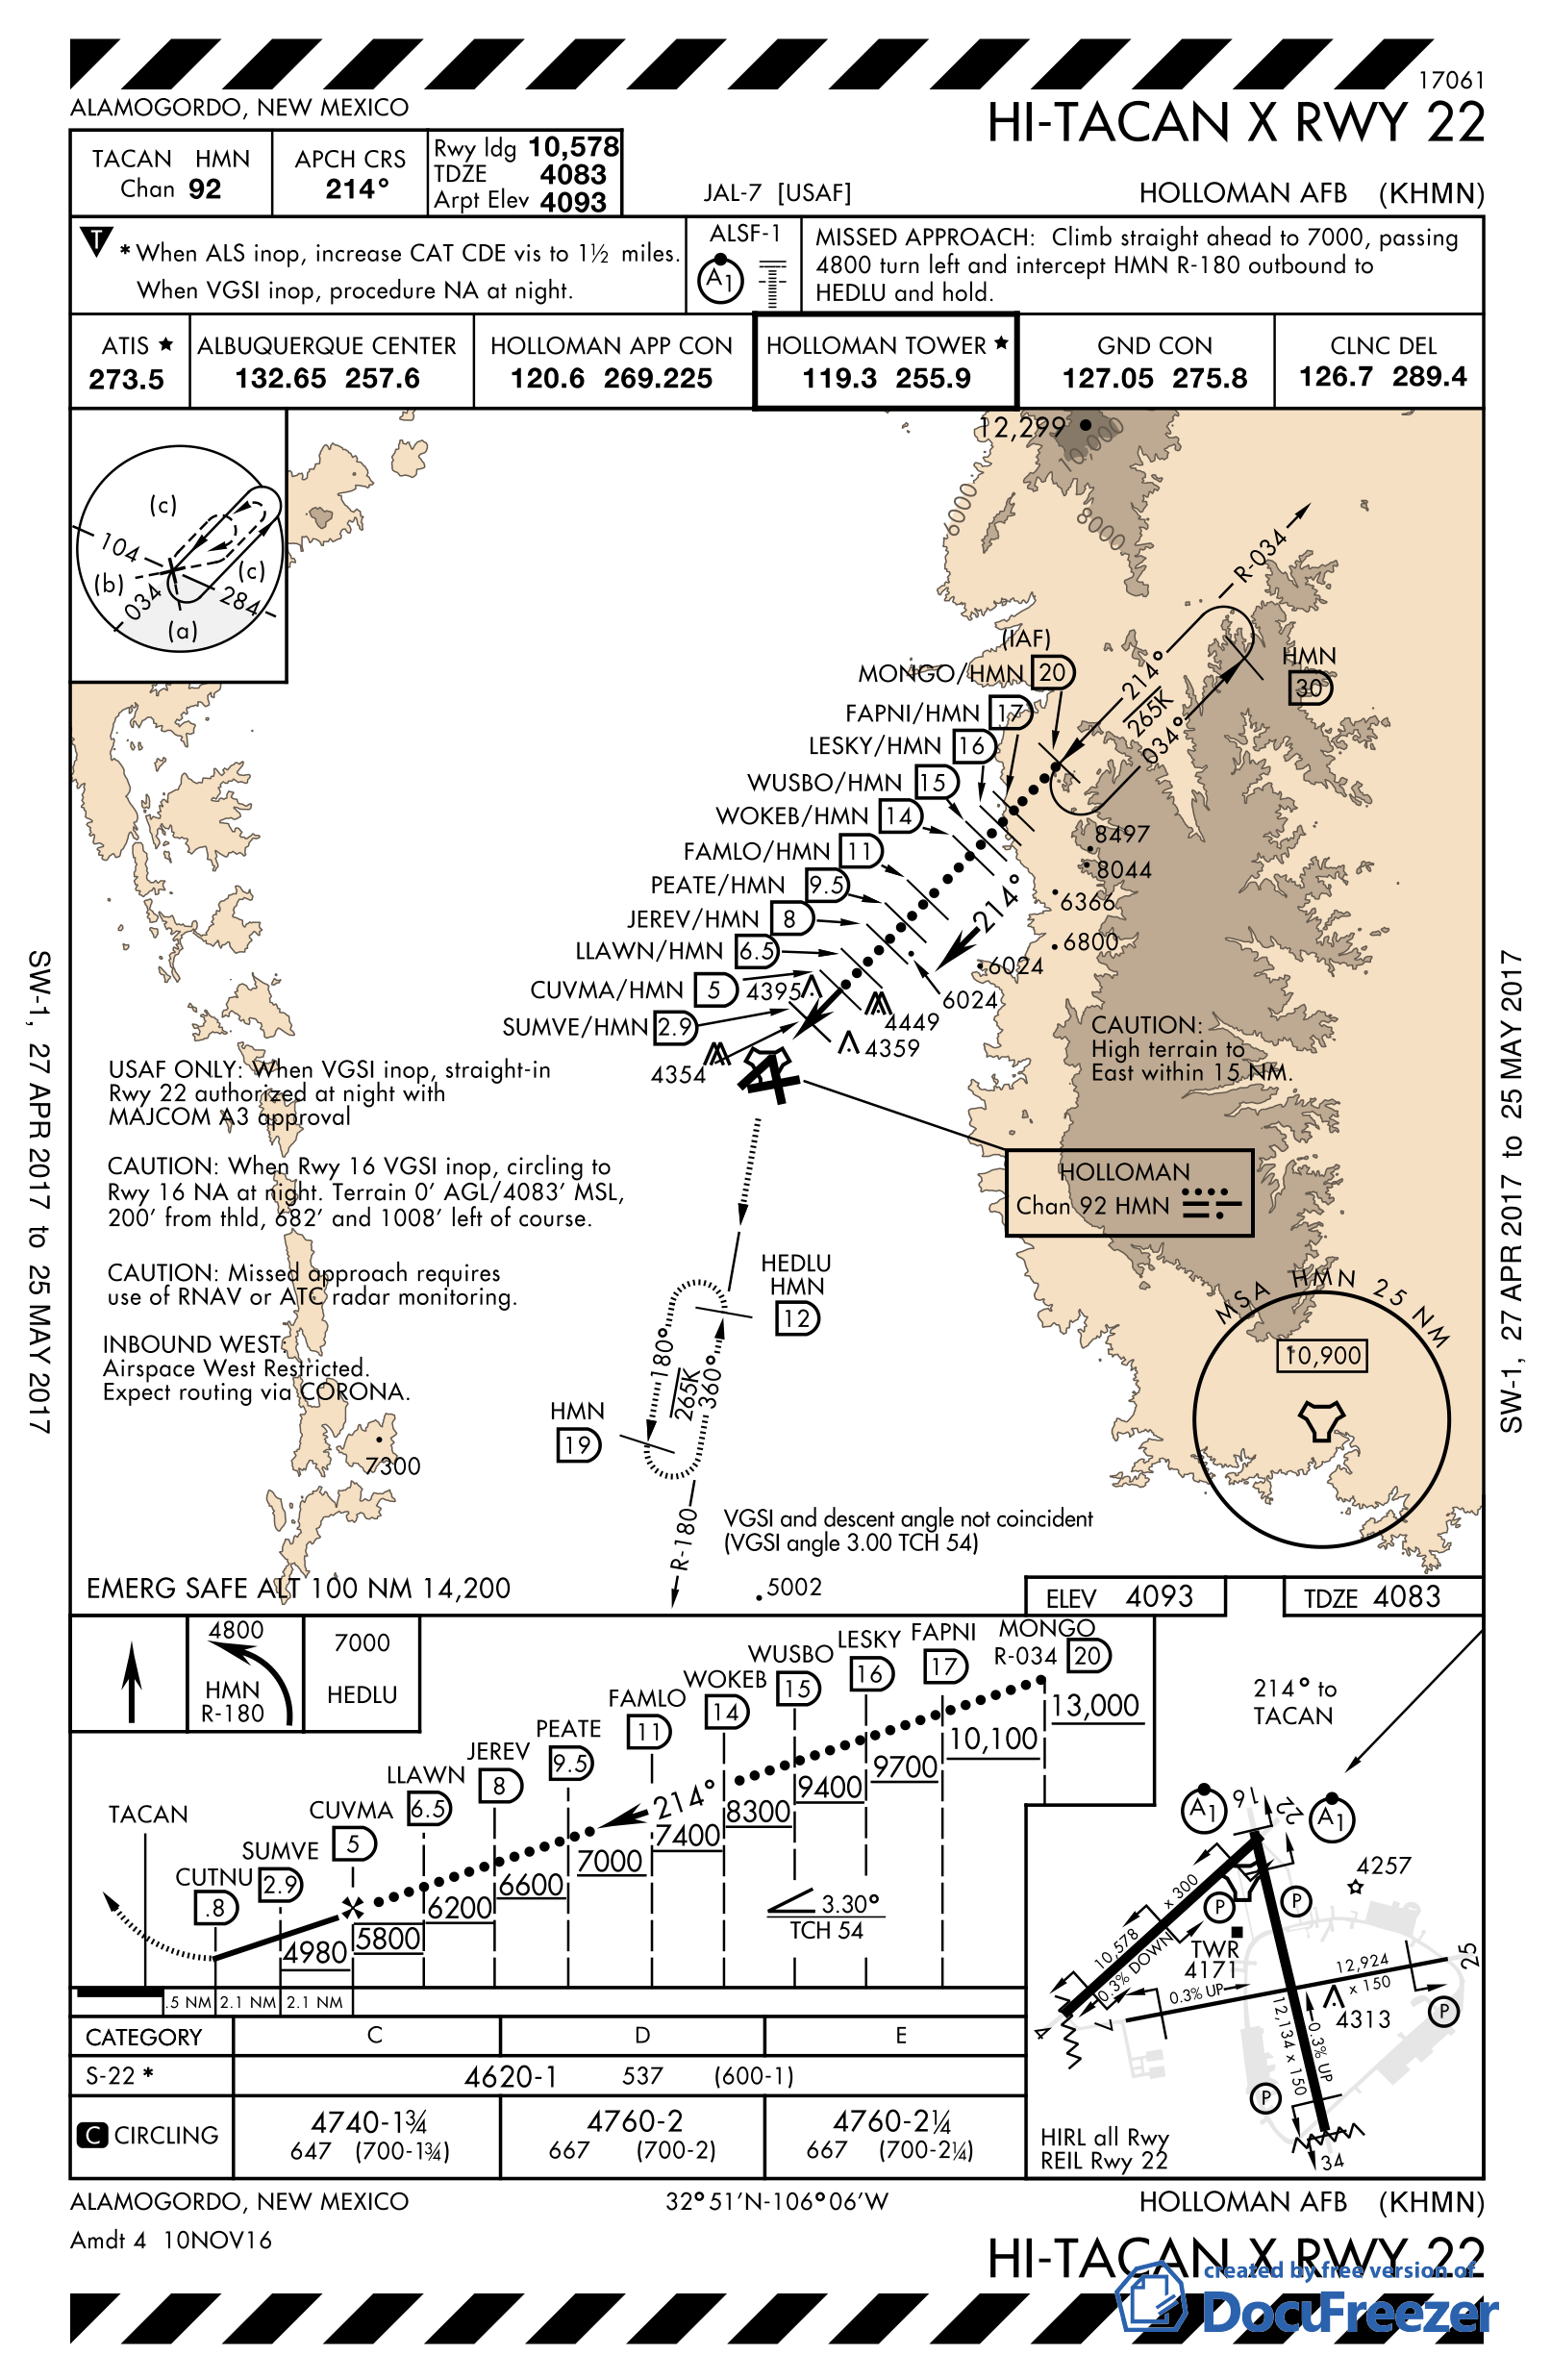 17061
ALAMOGORDO, NEW MEXICO
HI-TACAN X RWY 22
TACAN HMN
Chan 92
APCH CRS
214°
Rwy ldg 10,578
TDZE 4083
Arpt Elev 4093
JAL-7 [USAF]
HOLLOMAN AFB (KHMN)
T
* When ALS inop, increase CAT CDE vis to 1½ miles.
When VGSI inop, procedure NA at night.
ALSF-1
A1
MISSED APPROACH: Climb straight ahead to 7000, passing
4800 turn left and intercept HMN R-180 outbound to
HEDLU and hold.
ATIS ★
273.5
ALBUQUERQUE CENTER
132.65 257.6
HOLLOMAN APP CON
120.6 269.225
HOLLOMAN TOWER ★
119.3 255.9
GND CON
127.05 275.8
CLNC DEL
126.7 289.4
(c)
104
(b)
(c)
034
284
(a)
12,299
10,000
6000
8000
R-034
(IAF)
MONGO/HMN 20
HMN
30
214°
265K
034°
FAPNI/HMN 17
LESKY/HMN 16
WUSBO/HMN 15
WOKEB/HMN 14
FAMLO/HMN 11
PEATE/HMN 9.5
JEREV/HMN 8
LLAWN/HMN 6.5
CUVMA/HMN 5
SUMVE/HMN 2.9
214°
8497
8044
6366
6800
6024
6024
4395
4449
4359
4354
CAUTION:
High terrain to
East within 15 NM.
USAF ONLY: When VGSI inop, straight-in
Rwy 22 authorized at night with
MAJCOM A3 approval
CAUTION: When Rwy 16 VGSI inop, circling to
Rwy 16 NA at night. Terrain 0' AGL/4083' MSL,
200' from thld, 682' and 1008' left of course.
CAUTION: Missed approach requires
use of RNAV or ATC radar monitoring.
INBOUND WEST:
Airspace West Restricted.
Expect routing via CORONA.
HOLLOMAN
Chan 92 HMN
HEDLU
HMN
12
180°
265K
360°
HMN
19
R-180
MSA HMN 25 NM
10,900
7300
VGSI and descent angle not coincident
(VGSI angle 3.00 TCH 54)
5002
EMERG SAFE ALT 100 NM 14,200
SW-1, 27 APR 2017 to 25 MAY 2017
SW-1, 27 APR 2017 to 25 MAY 2017
ELEV 4093
TDZE 4083
4800
HMN
R-180
7000
HEDLU
MONGO
R-034 20
FAPNI
17
LESKY
16
WUSBO
15
WOKEB
14
FAMLO
11
PEATE
9.5
JEREV
8
LLAWN
6.5
CUVMA
5
SUMVE
2.9
CUTNU
.8
TACAN
214°
13,000
10,100
9700
9400
8300
7400
7000
6600
6200
5800
4980
3.30°
TCH 54
.5 NM
2.1 NM
2.1 NM
214° to
TACAN
A1
16
22
A1
4257
P
P
x 300
10,578
0.3% DOWN
TWR
4171
12,924
x 150
0.3% UP
25
4
7
4313
P
12,134 x 150
0.3% UP
P
34
HIRL all Rwy
REIL Rwy 22
CATEGORY
C
D
E
S-22 *
4620-1 537 (600-1)
C CIRCLING
4740-1¾
647 (700-1¾)
4760-2
667 (700-2)
4760-2¼
667 (700-2¼)
ALAMOGORDO, NEW MEXICO
32°51'N-106°06'W
HOLLOMAN AFB (KHMN)
Amdt 4 10NOV16
HI-TACAN X RWY 22
created by free version of
DocuFreezer